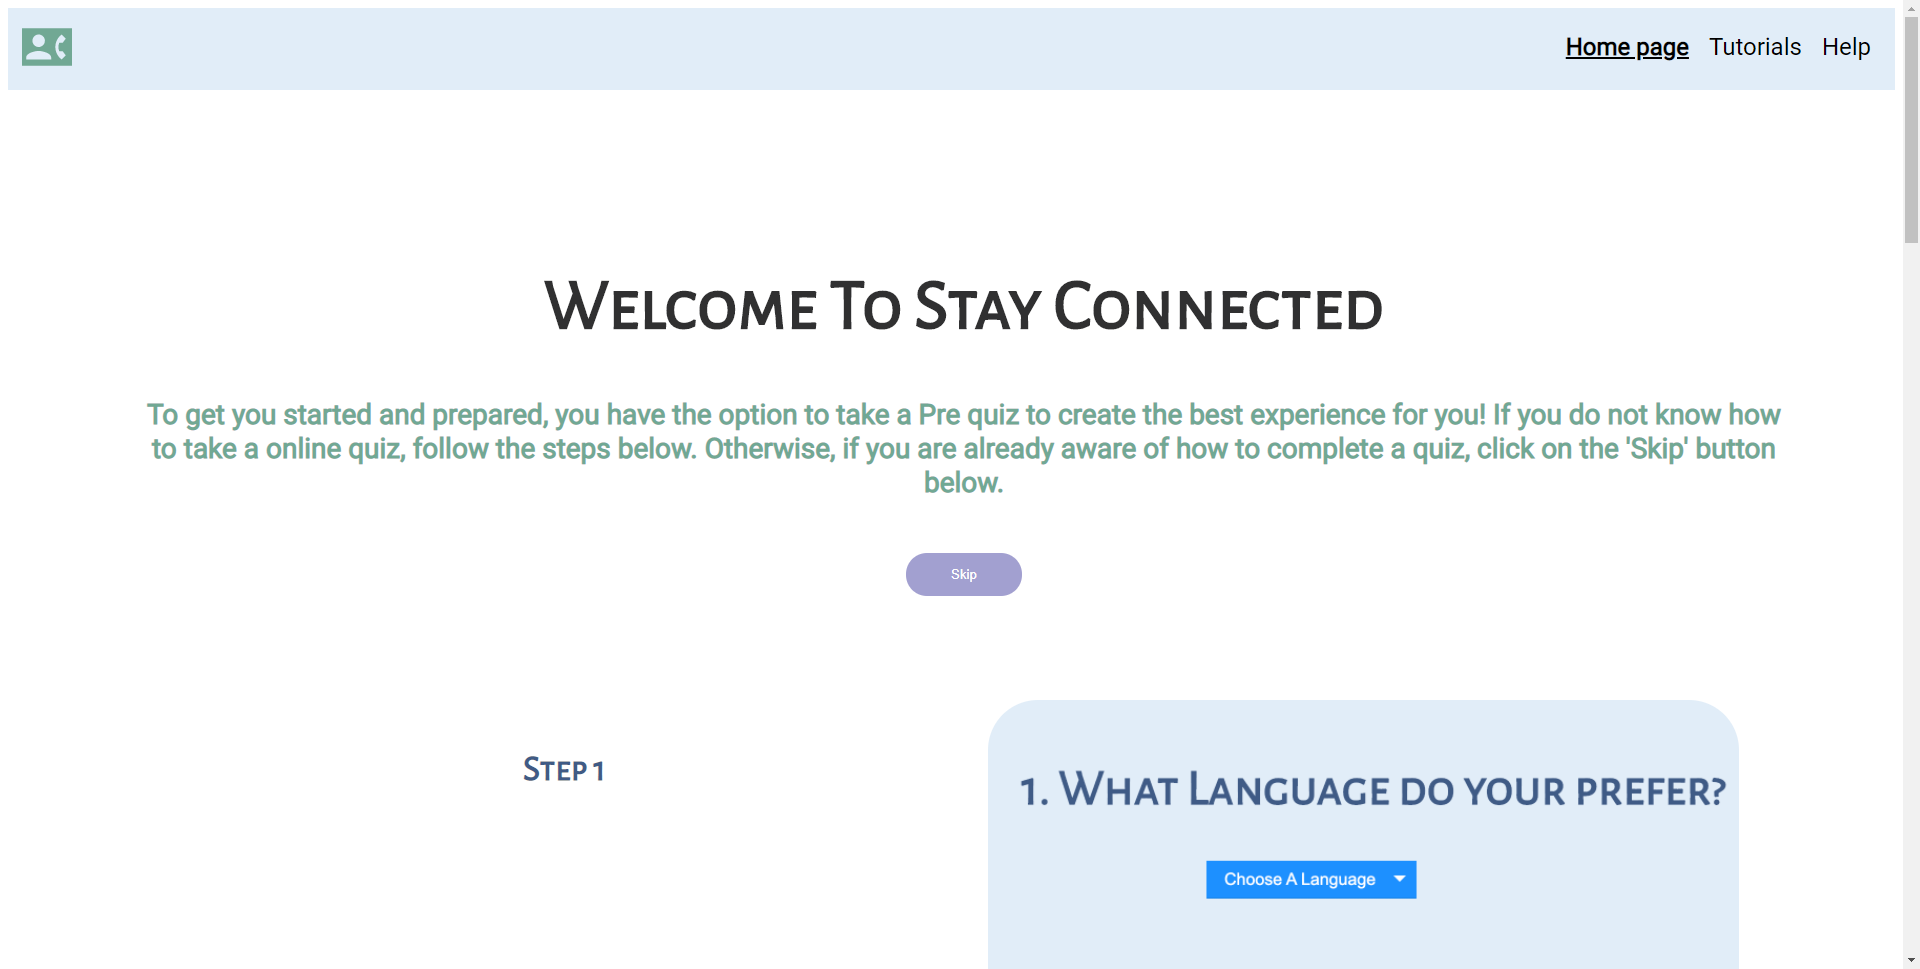 Home page Tutorials Help
Welcome To Stay Connected
To get you started and prepared, you have the option to take a Pre quiz to create the best experience for you! If you do not know how
to take a online quiz, follow the steps below. Otherwise, if you are already aware of how to complete a quiz, click on the 'Skip' button
below.
Skip
Step 1
1. What Language do your prefer?
Choose A Language